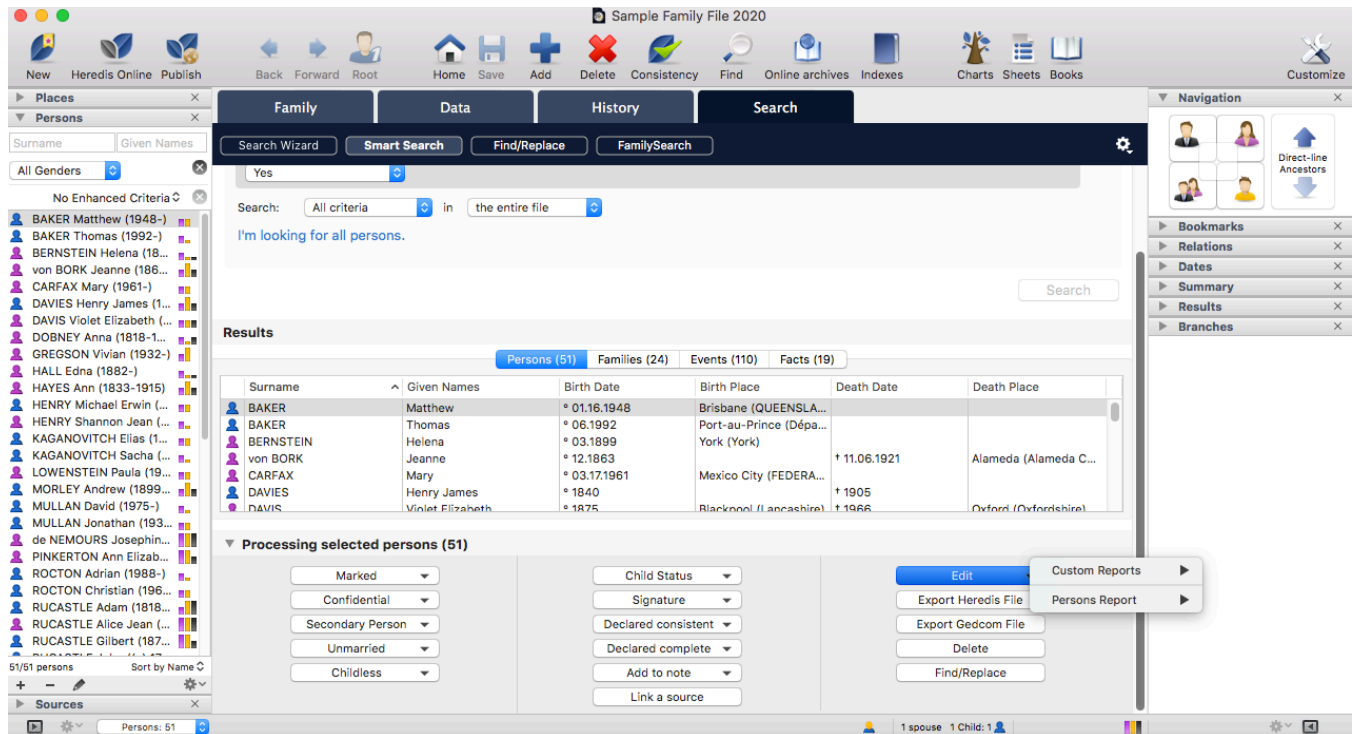 Sample Family File 2020
New Heredis Online Publish Back Forward Root Home Save Add Delete Consistency Find Online archives Indexes Charts Sheets Books Customize
Places
Persons
Surname Given Names
All Genders
No Enhanced Criteria
BAKER Matthew (1948-)
BAKER Thomas (1992-)
BERNSTEIN Helena (18...
von BORK Jeanne (186...
CARFAX Mary (1961-)
DAVIES Henry James (1...
DAVIS Violet Elizabeth (...
DOBNEY Anna (1818-1...
GREGSON Vivian (1932-)
HALL Edna (1882-)
HAYES Ann (1833-1915)
HENRY Michael Erwin (...
HENRY Shannon Jean (...
KAGANOVITCH Elias (1...
KAGANOVITCH Sacha (...
LOWENSTEIN Paula (19...
MORLEY Andrew (1899...
MULLAN David (1975-)
MULLAN Jonathan (193...
de NEMOURS Josephin...
PINKERTON Ann Elizab...
ROCTON Adrian (1988-)
ROCTON Christian (196...
RUCASTLE Adam (1818...
RUCASTLE Alice Jean (...
RUCASTLE Gilbert (187...
51/51 persons Sort by Name
Sources
Persons: 51
Family Data History Search
Search Wizard Smart Search Find/Replace FamilySearch
Yes
Search: All criteria in the entire file
I'm looking for all persons.
Search
Results
Persons (51) Families (24) Events (110) Facts (19)
Surname Given Names Birth Date Birth Place Death Date Death Place
BAKER Matthew ° 01.16.1948 Brisbane (QUEENSLA...
BAKER Thomas ° 06.1992 Port-au-Prince (Dépa...
BERNSTEIN Helena ° 03.1899 York (York)
von BORK Jeanne ° 12.1863 † 11.06.1921 Alameda (Alameda C...
CARFAX Mary ° 03.17.1961 Mexico City (FEDERA...
DAVIES Henry James ° 1840 † 1905
DAVIS Violet Elizabeth ° 1875 Blackpool (Lancashire) † 1966 Oxford (Oxfordshire)
Processing selected persons (51)
Marked Child Status Edit
Confidential Signature Export Heredis File
Secondary Person Declared consistent Export Gedcom File
Unmarried Declared complete Delete
Childless Add to note Find/Replace
Link a source
Custom Reports
Persons Report
1 spouse 1 Child: 1
Navigation
Direct-line
Ancestors
Bookmarks
Relations
Dates
Summary
Results
Branches